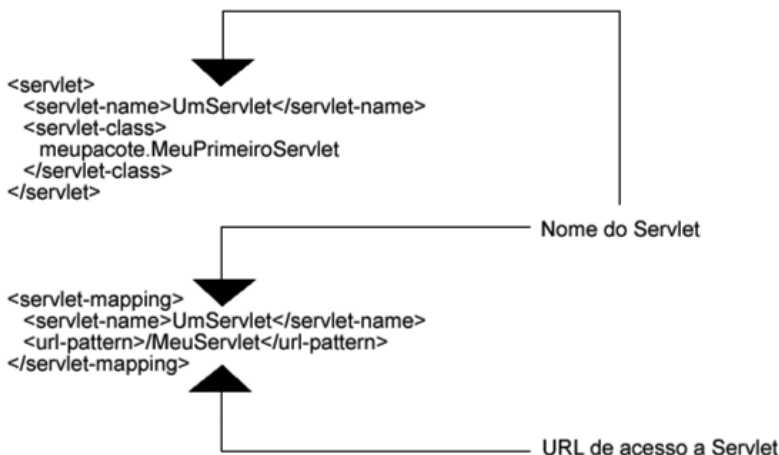 <servlet>
<servlet-name>UmServlet</servlet-name>
<servlet-class>
meupacote.MeuPrimeiroServlet
</servlet-class>
</servlet>
Nome do Servlet
<servlet-mapping>
<servlet-name>UmServlet</servlet-name>
<url-pattern>/MeuServlet</url-pattern>
</servlet-mapping>
URL de acesso a Servlet